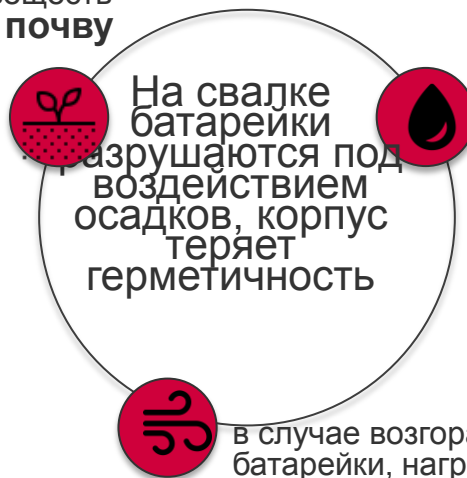 почву
На свалке
батарейки
разрушаются под
воздействием
осадков, корпус
теряет
герметичность
в случае возгора
батарейки, нагр